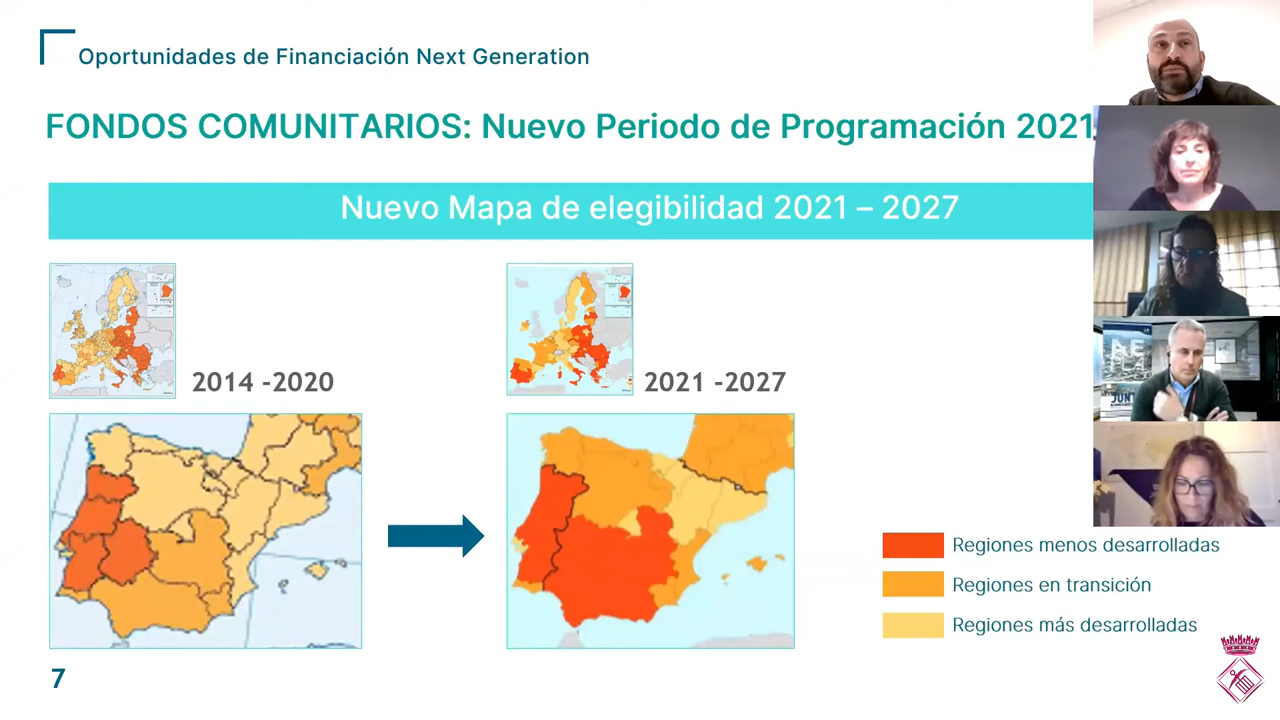 Oportunidades de Financiación Next Generation
FONDOS COMUNITARIOS: Nuevo Periodo de Programación 2021
Nuevo Mapa de elegibilidad 2021 – 2027
2014 -2020
2021 -2027
Regiones menos desarrolladas
Regiones en transición
Regiones más desarrolladas
7